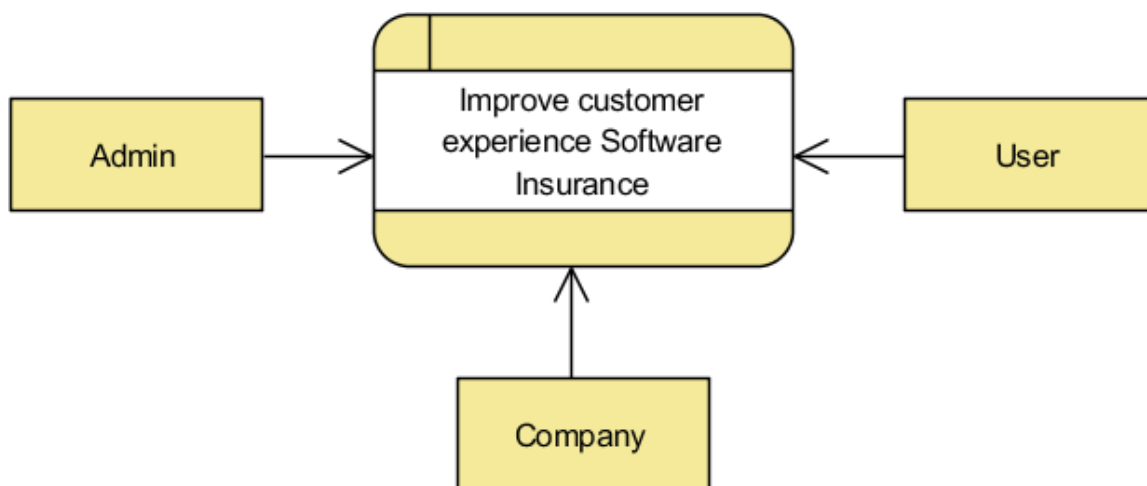 Improve customer
experience Software
Insurance
Admin
User
Company